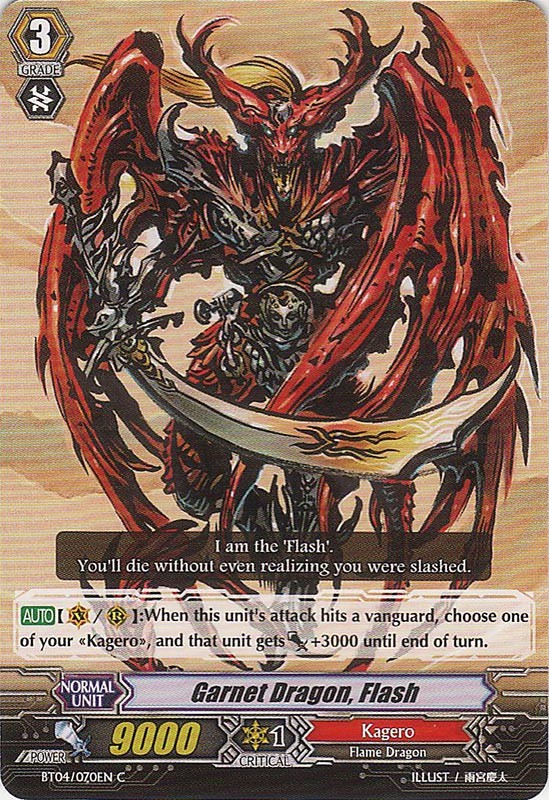 3
GRADE
I am the 'Flash'.
You'll die without even realizing you were slashed.
AUTO【V/R】:When this unit's attack hits a vanguard, choose one
of your «Kagero», and that unit gets +3000 until end of turn.
NORMAL
UNIT
Garnet Dragon, Flash
POWER 9000 1 CRITICAL
Kagero
Flame Dragon
BT04/070EN C ILLUST / 雨宮慶太